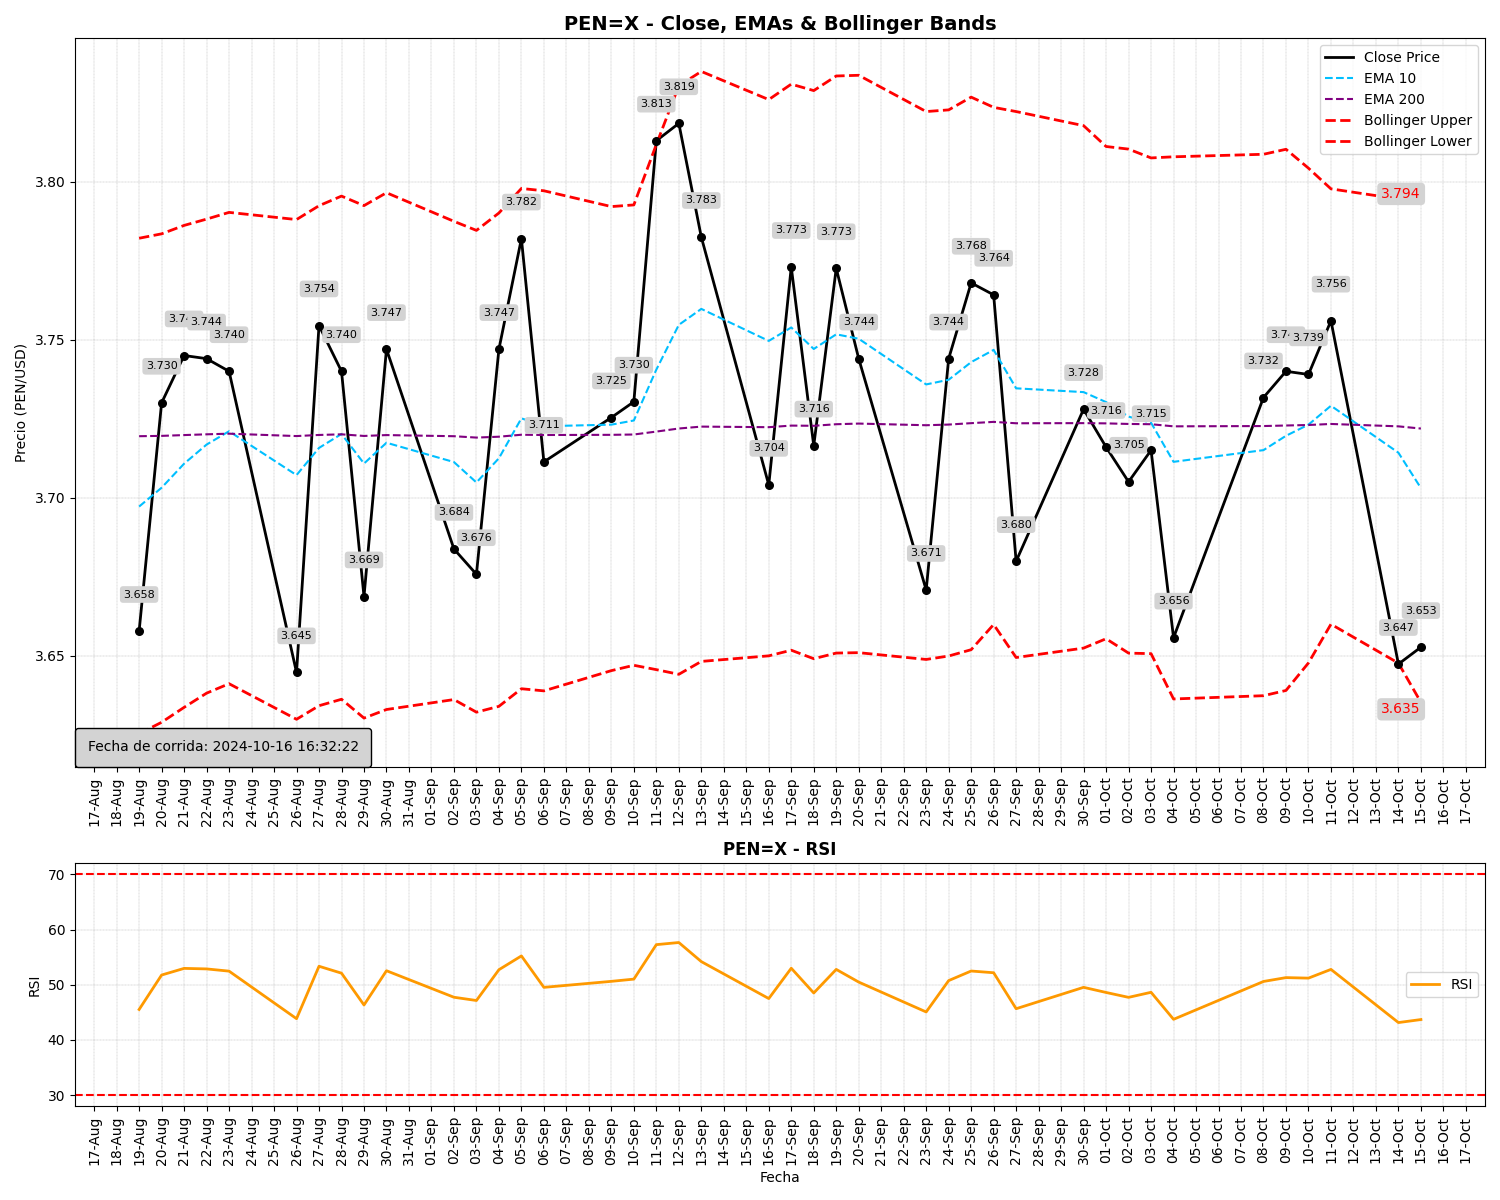 PEN=X - Close, EMAs & Bollinger Bands
Close Price
EMA 10
EMA 200
Bollinger Upper
Bollinger Lower
Precio (PEN/USD)
3.80
3.75
3.70
3.65
3.658
3.730
3.744
3.740
3.645
3.754
3.740
3.669
3.747
3.684
3.676
3.747
3.782
3.711
3.725
3.730
3.813
3.819
3.783
3.704
3.773
3.716
3.773
3.744
3.671
3.744
3.768
3.764
3.680
3.728
3.716
3.705
3.715
3.656
3.732
3.739
3.756
3.647
3.653
3.794
3.635
Fecha de corrida: 2024-10-16 16:32:22
17-Aug
18-Aug
19-Aug
20-Aug
21-Aug
22-Aug
23-Aug
24-Aug
25-Aug
26-Aug
27-Aug
28-Aug
29-Aug
30-Aug
31-Aug
01-Sep
02-Sep
03-Sep
04-Sep
05-Sep
06-Sep
07-Sep
08-Sep
09-Sep
10-Sep
11-Sep
12-Sep
13-Sep
14-Sep
15-Sep
16-Sep
17-Sep
18-Sep
19-Sep
20-Sep
21-Sep
22-Sep
23-Sep
24-Sep
25-Sep
26-Sep
27-Sep
28-Sep
29-Sep
30-Sep
01-Oct
02-Oct
03-Oct
04-Oct
05-Oct
06-Oct
07-Oct
08-Oct
09-Oct
10-Oct
11-Oct
12-Oct
13-Oct
14-Oct
15-Oct
16-Oct
17-Oct
PEN=X - RSI
RSI
70
60
50
40
30
RSI
17-Aug
18-Aug
19-Aug
20-Aug
21-Aug
22-Aug
23-Aug
24-Aug
25-Aug
26-Aug
27-Aug
28-Aug
29-Aug
30-Aug
31-Aug
01-Sep
02-Sep
03-Sep
04-Sep
05-Sep
06-Sep
07-Sep
08-Sep
09-Sep
10-Sep
11-Sep
12-Sep
13-Sep
14-Sep
15-Sep
16-Sep
17-Sep
18-Sep
19-Sep
20-Sep
21-Sep
22-Sep
23-Sep
24-Sep
25-Sep
26-Sep
27-Sep
28-Sep
29-Sep
30-Sep
01-Oct
02-Oct
03-Oct
04-Oct
05-Oct
06-Oct
07-Oct
08-Oct
09-Oct
10-Oct
11-Oct
12-Oct
13-Oct
14-Oct
15-Oct
16-Oct
17-Oct
Fecha